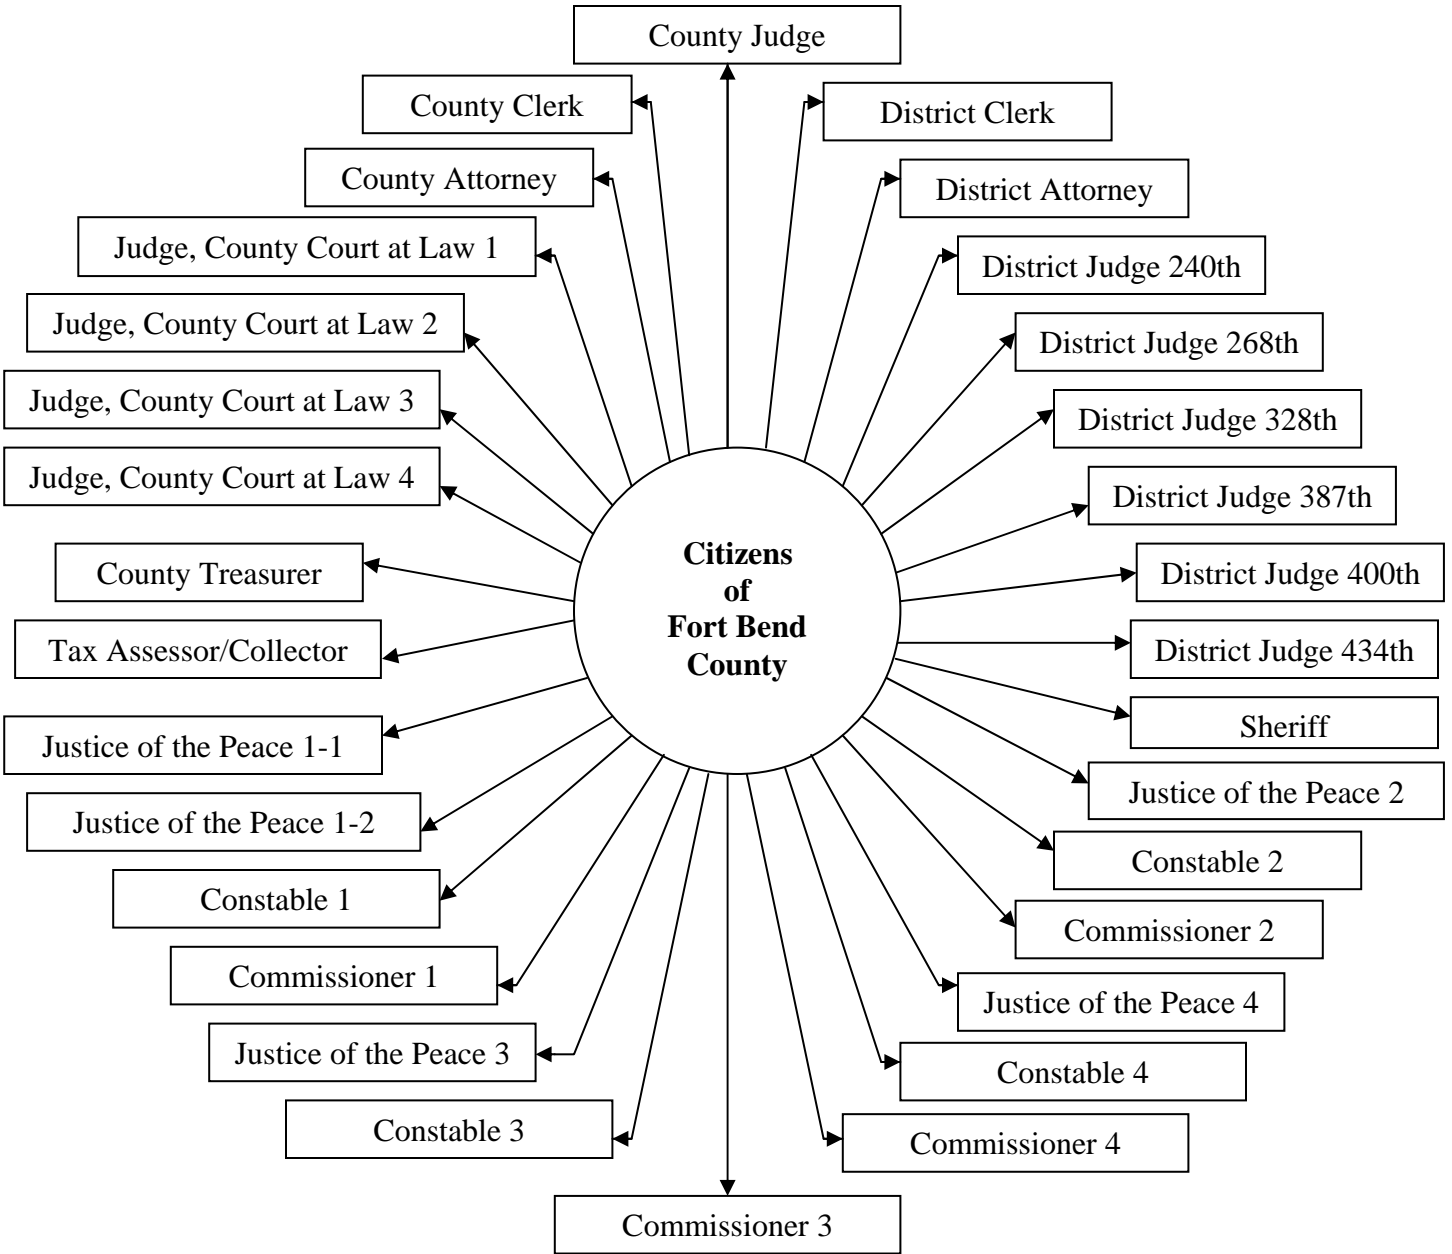 County Judge
County Clerk
District Clerk
County Attorney
District Attorney
Judge, County Court at Law 1
District Judge 240th
Judge, County Court at Law 2
District Judge 268th
Judge, County Court at Law 3
District Judge 328th
Judge, County Court at Law 4
District Judge 387th
Citizens
of
Fort Bend
County
County Treasurer
District Judge 400th
Tax Assessor/Collector
District Judge 434th
Sheriff
Justice of the Peace 1-1
Justice of the Peace 2
Justice of the Peace 1-2
Constable 2
Constable 1
Commissioner 2
Commissioner 1
Justice of the Peace 4
Justice of the Peace 3
Constable 4
Constable 3
Commissioner 4
Commissioner 3